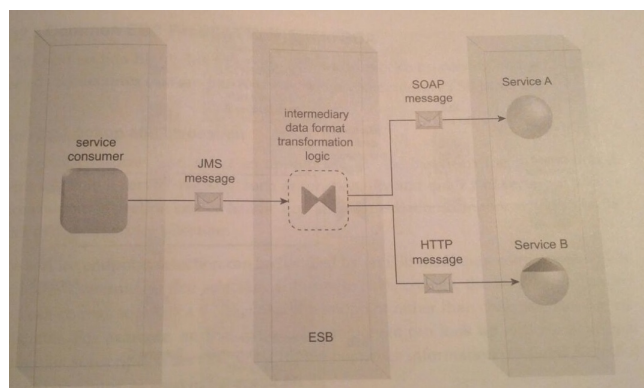 service
consumer
JMS
message
intermediary
data format
transformation
logic
SOAP
message
Service A
HTTP
message
Service B
ESB